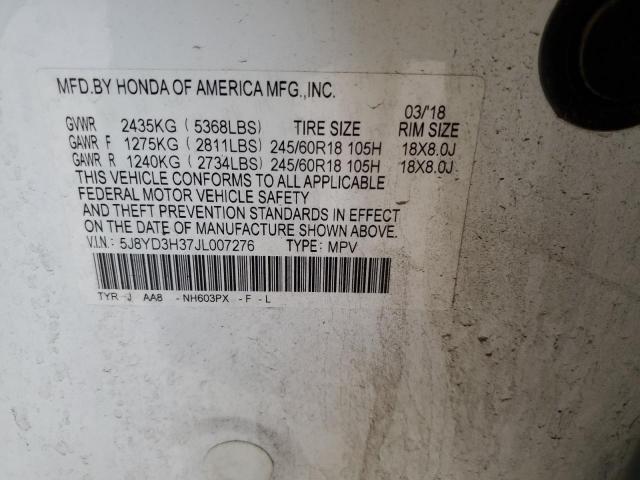 MFD.BY HONDA OF AMERICA MFG.,INC.
03/'18
GVWR 2435KG (5368LBS) TIRE SIZE RIM SIZE
GAWR F 1275KG (2811LBS) 245/60R18 105H 18X8.0J
GAWR R 1240KG (2734LBS) 245/60R18 105H 18X8.0J
THIS VEHICLE CONFORMS TO ALL APPLICABLE
FEDERAL MOTOR VEHICLE SAFETY
AND THEFT PREVENTION STANDARDS IN EFFECT
ON THE DATE OF MANUFACTURE SHOWN ABOVE.
V.I.N: 5J8YD3H37JL007276 TYPE: MPV
TYR-J AA8 -NH603PX -F-L